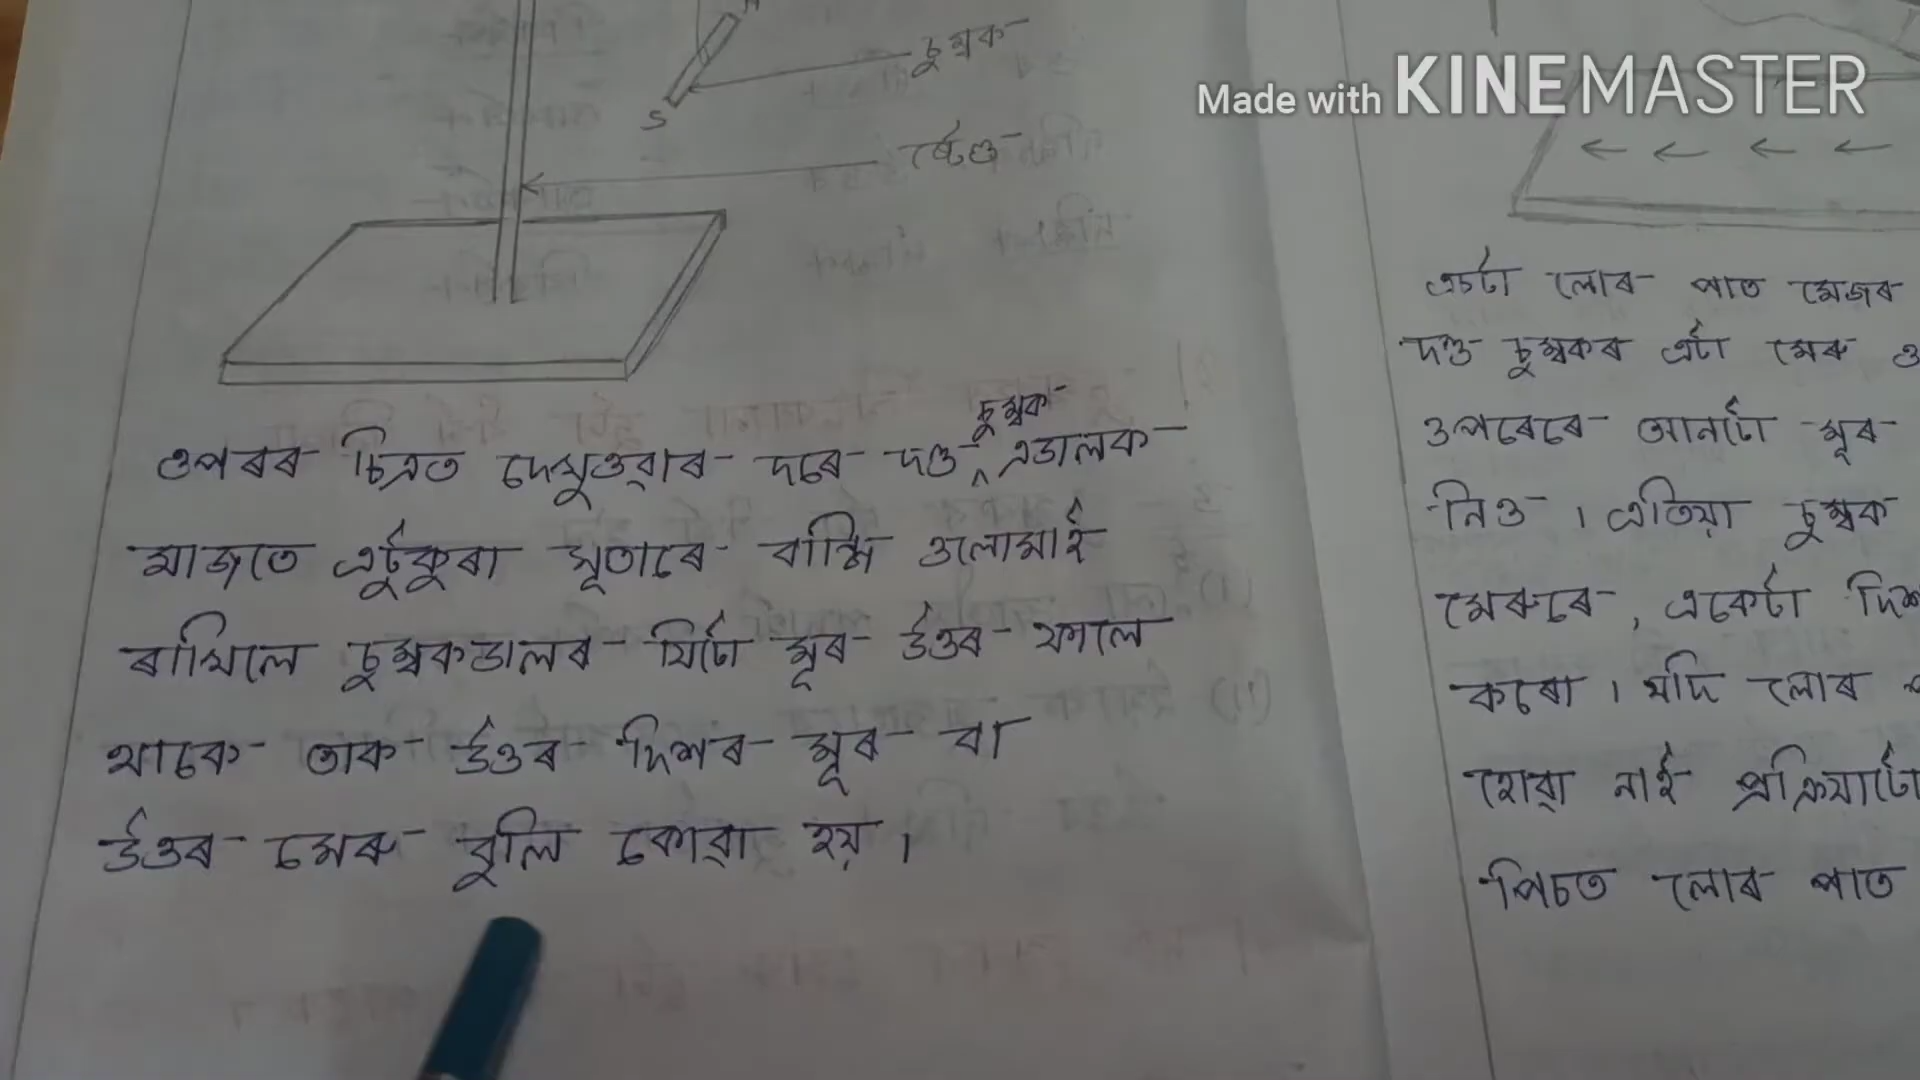 Made with KINEMASTER
N
চুম্বক
S
ষ্টেণ্ড
ওপৰৰ চিত্ৰত দেখুওৱাৰ দৰে দণ্ড চুম্বক এডালক
মাজতে এটুকুৰা সূতাৰে বান্ধি ওলোমাই
ৰাখিলে চুম্বকডালৰ যিটো মূৰ উত্তৰ ফালে
থাকে তাক উত্তৰ দিশৰ মূৰ বা
উত্তৰ মেৰু বুলি কোৱা হয় ।
এটা লোৰ পাত মেজৰ
দণ্ড চুম্বকৰ এটা মেৰু ও
ওপৰেৰে আনটো মূৰ
নিও । এতিয়া চুম্বক
মেৰুৰে , একেটা দিশ
কৰো । যদি লোৰ প
হোৱা নাই প্ৰক্ৰিয়াটো
পিচত লোৰ পাত